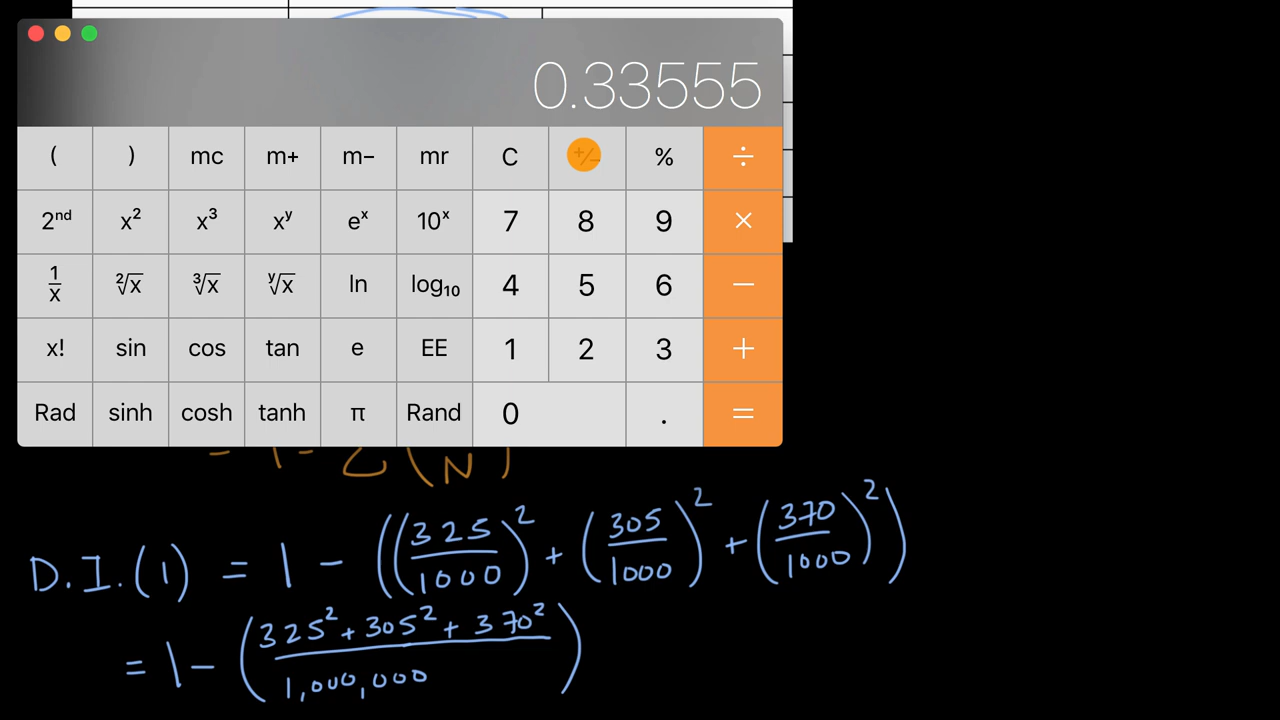 0.33555
( ) mc m+ m- mr C +/- % ÷
2ⁿᵈ x² x³ xʸ eˣ 10ˣ 7 8 9 ×
1/x ²√x ³√x ʸ√x ln log₁₀ 4 5 6 −
x! sin cos tan e EE 1 2 3 +
Rad sinh cosh tanh π Rand 0 . =
= 1 - Σ(N)
D.I.(1) = 1 - ((325/1000)² + (305/1000)² + (370/1000)²)
= 1 - (325² + 305² + 370² / 1,000,000)